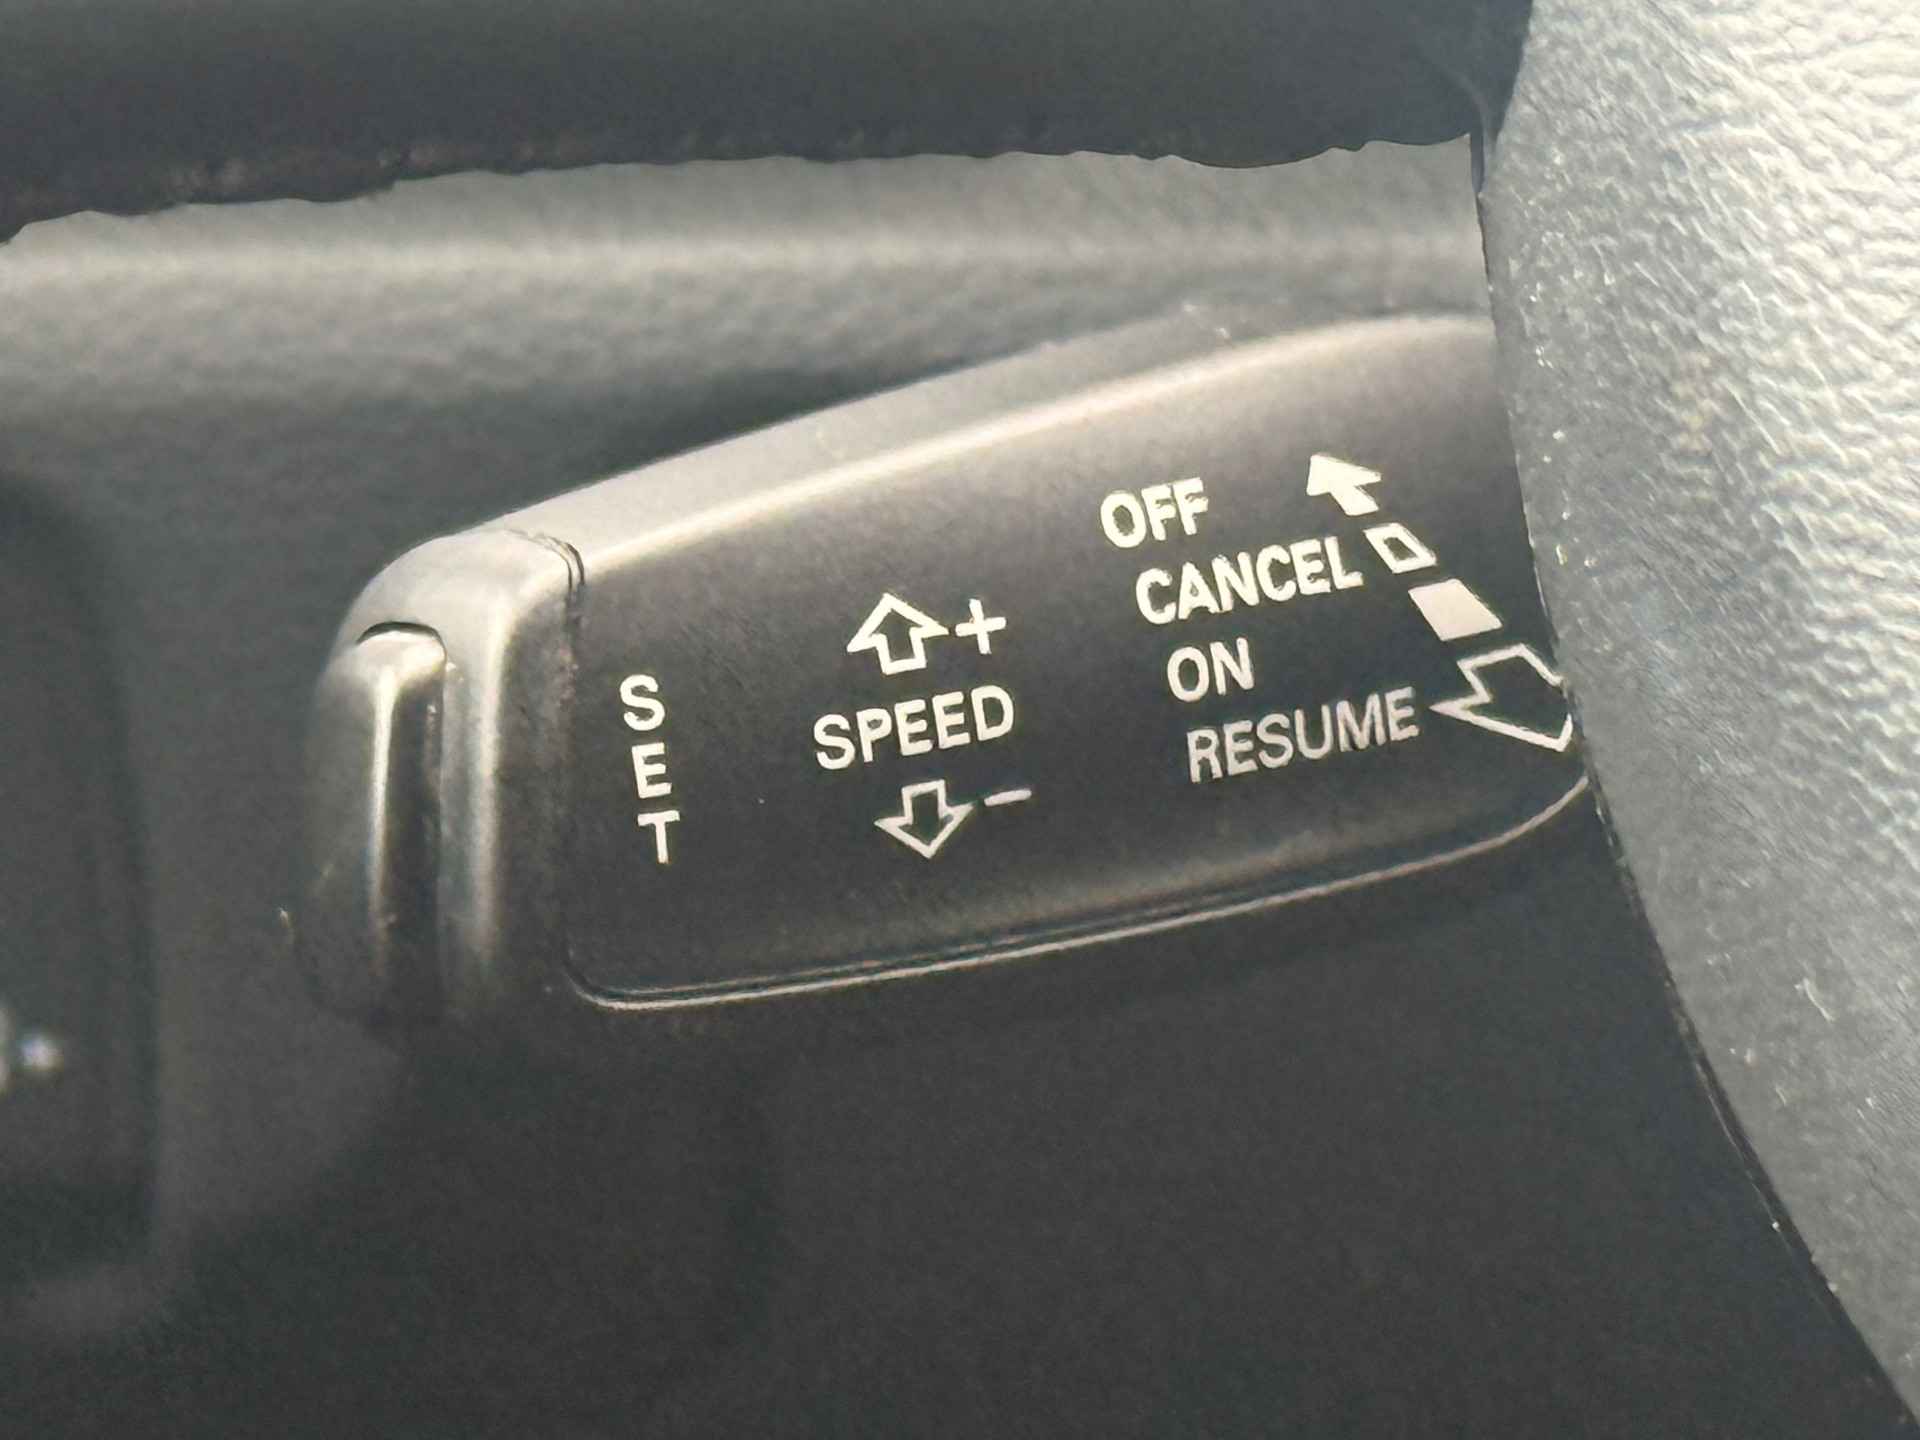 SET
+
SPEED
-
OFF
CANCEL
ON
RESUME